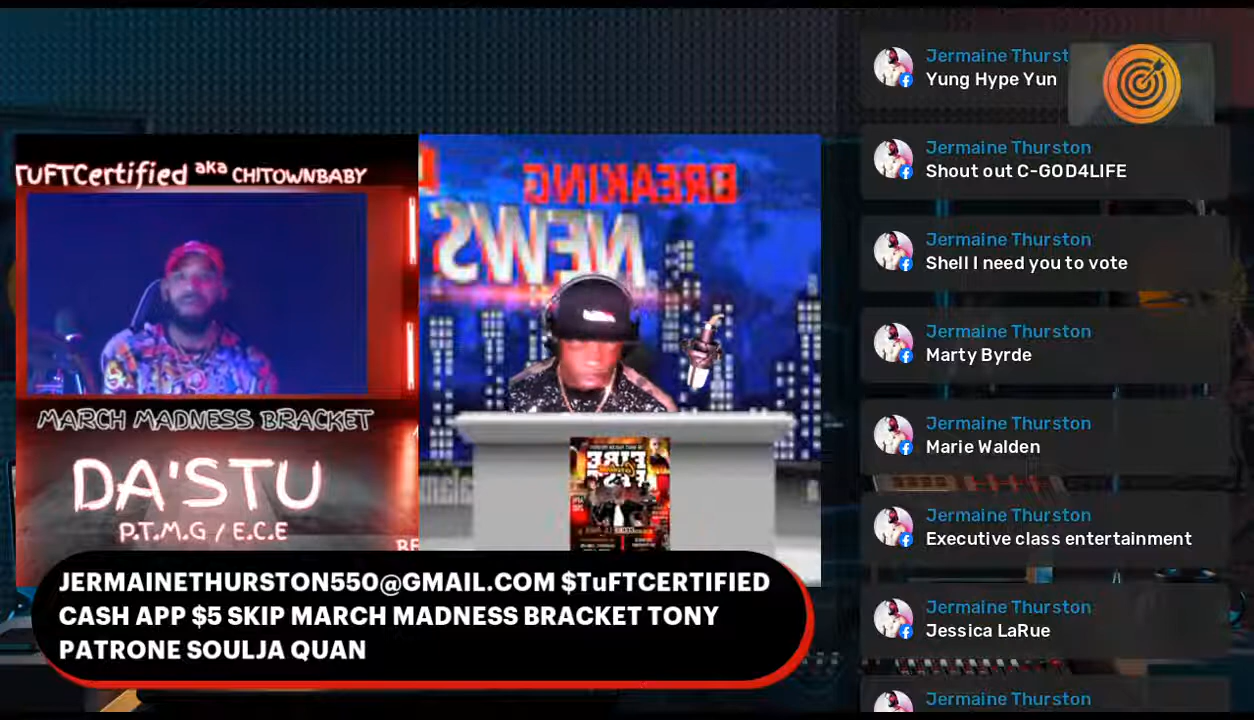 TUFTCertified aka CHITOWNBABY
BREAKING
NEWS
MARCH MADNESS BRACKET
DA'STU
P.T.M.G / E.C.E
FIRE
JERMAINETHURSTON550@GMAIL.COM $TuFTCERTIFIED
CASH APP $5 SKIP MARCH MADNESS BRACKET TONY
PATRONE SOULJA QUAN
Jermaine Thurst
Yung Hype Yun
Jermaine Thurston
Shout out C-GOD4LIFE
Jermaine Thurston
Shell I need you to vote
Jermaine Thurston
Marty Byrde
Jermaine Thurston
Marie Walden
Jermaine Thurston
Executive class entertainment
Jermaine Thurston
Jessica LaRue
Jermaine Thurston